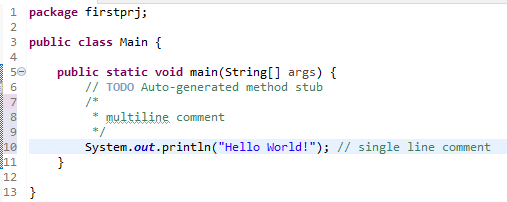 1 package firstprj;
2
3 public class Main {
4
5 public static void main(String[] args) {
6 // TODO Auto-generated method stub
7 /*
8 * multiline comment
9 */
10 System.out.println("Hello World!"); // single line comment
11 }
12
13 }